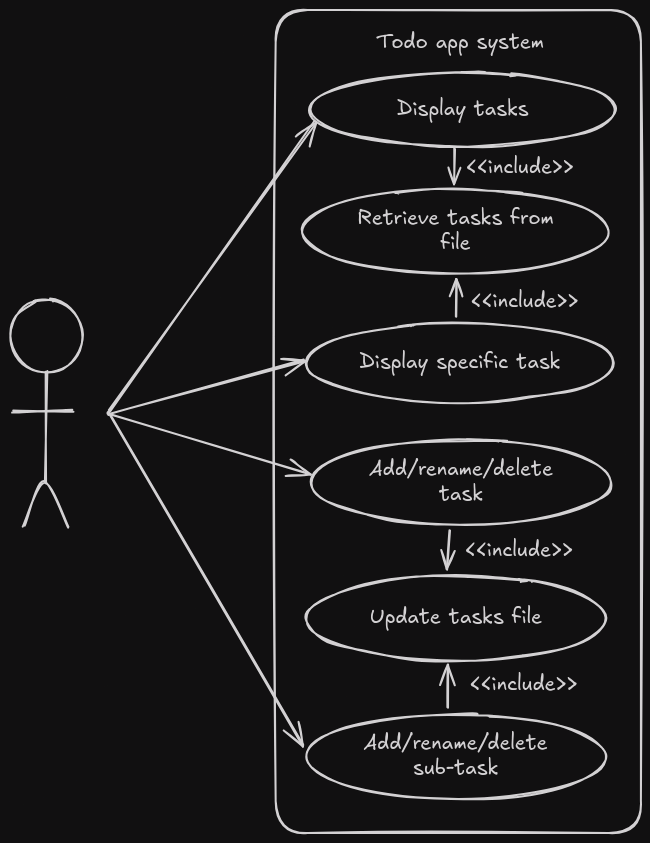 Todo app system
Display tasks
<<include>>
Retrieve tasks from
file
<<include>>
Display specific task
Add/rename/delete
task
<<include>>
Update tasks file
<<include>>
Add/rename/delete
sub-task